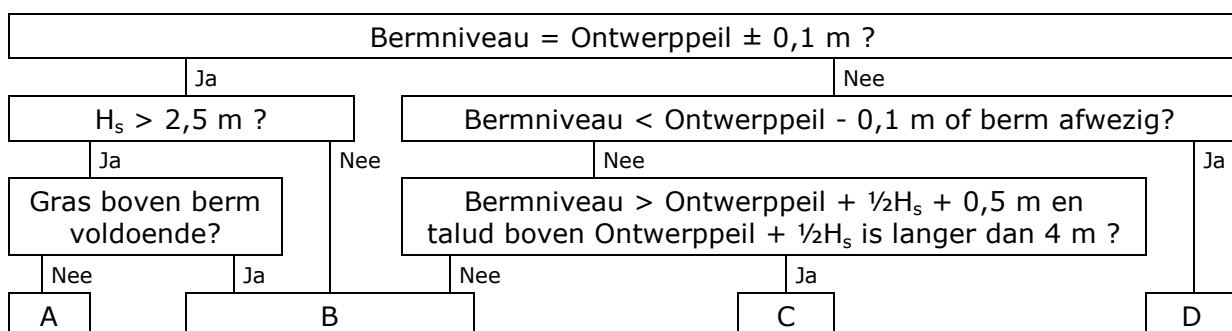 Bermniveau = Ontwerppeil ± 0,1 m ?
Ja
Nee
Hs > 2,5 m ?
Bermniveau < Ontwerppeil - 0,1 m of berm afwezig?
Ja
Nee
Nee
Ja
Gras boven berm
voldoende?
Bermniveau > Ontwerppeil + ½Hs + 0,5 m en
talud boven Ontwerppeil + ½Hs is langer dan 4 m ?
Nee
Ja
Nee
Ja
A
B
C
D